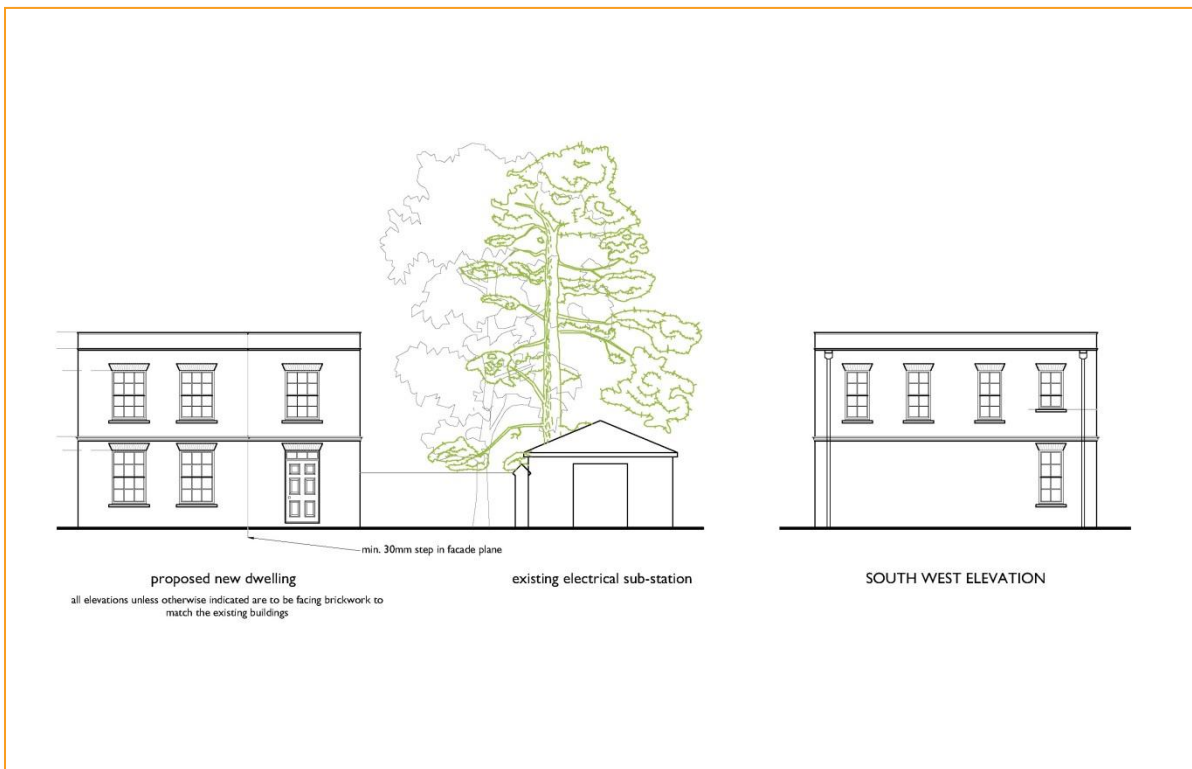 min. 30mm step in facade plane
proposed new dwelling
all elevations unless otherwise indicated are to be facing brickwork to
match the existing buildings
existing electrical sub-station
SOUTH WEST ELEVATION